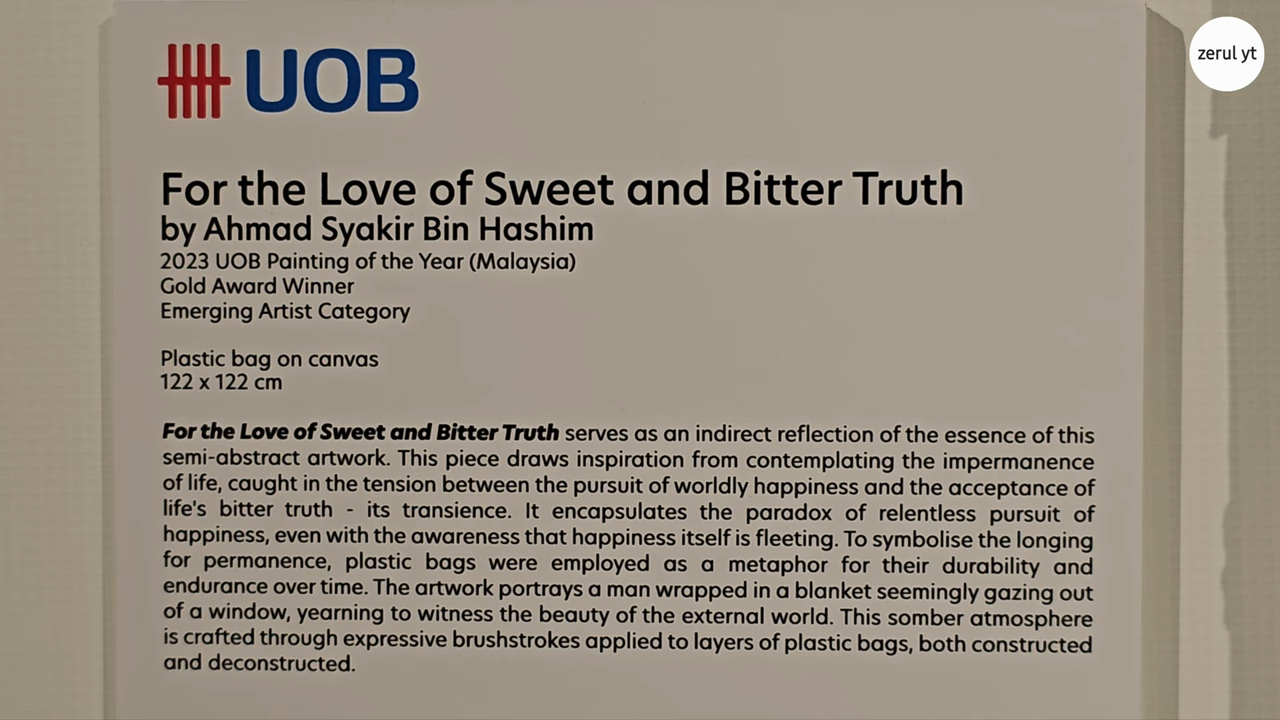 UOB
zerul yt
For the Love of Sweet and Bitter Truth
by Ahmad Syakir Bin Hashim
2023 UOB Painting of the Year (Malaysia)
Gold Award Winner
Emerging Artist Category
Plastic bag on canvas
122 x 122 cm
For the Love of Sweet and Bitter Truth serves as an indirect reflection of the essence of this
semi-abstract artwork. This piece draws inspiration from contemplating the impermanence
of life, caught in the tension between the pursuit of worldly happiness and the acceptance of
life's bitter truth - its transience. It encapsulates the paradox of relentless pursuit of
happiness, even with the awareness that happiness itself is fleeting. To symbolise the longing
for permanence, plastic bags were employed as a metaphor for their durability and
endurance over time. The artwork portrays a man wrapped in a blanket seemingly gazing out
of a window, yearning to witness the beauty of the external world. This somber atmosphere
is crafted through expressive brushstrokes applied to layers of plastic bags, both constructed
and deconstructed.